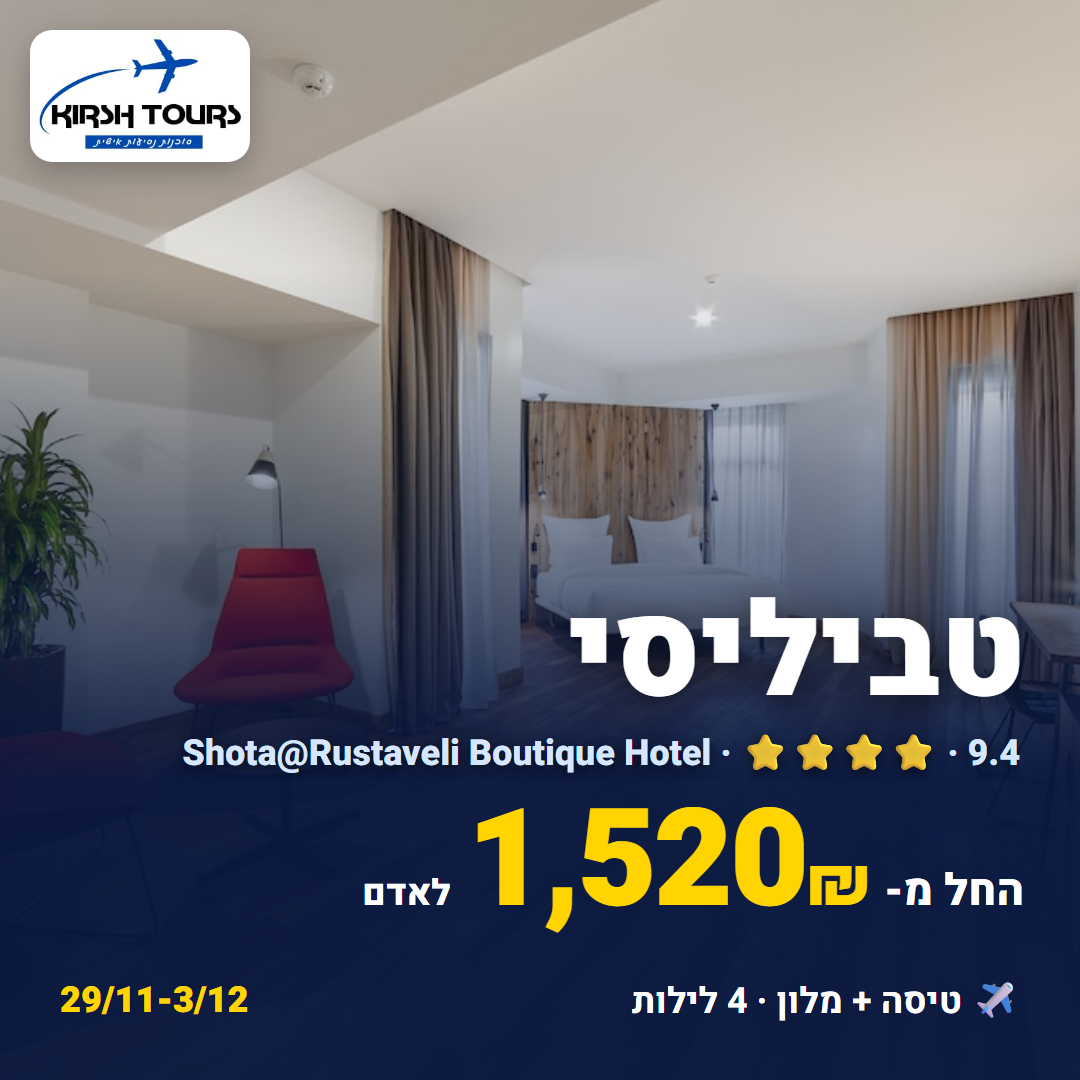 KIRSH TOURS
סוכנות נסיעות אישית
טביליסי
Shota@Rustaveli Boutique Hotel · ⭐⭐⭐⭐ · 9.4
החל מ- ₪1,520 לאדם
✈️ טיסה + מלון · 4 לילות
29/11-3/12